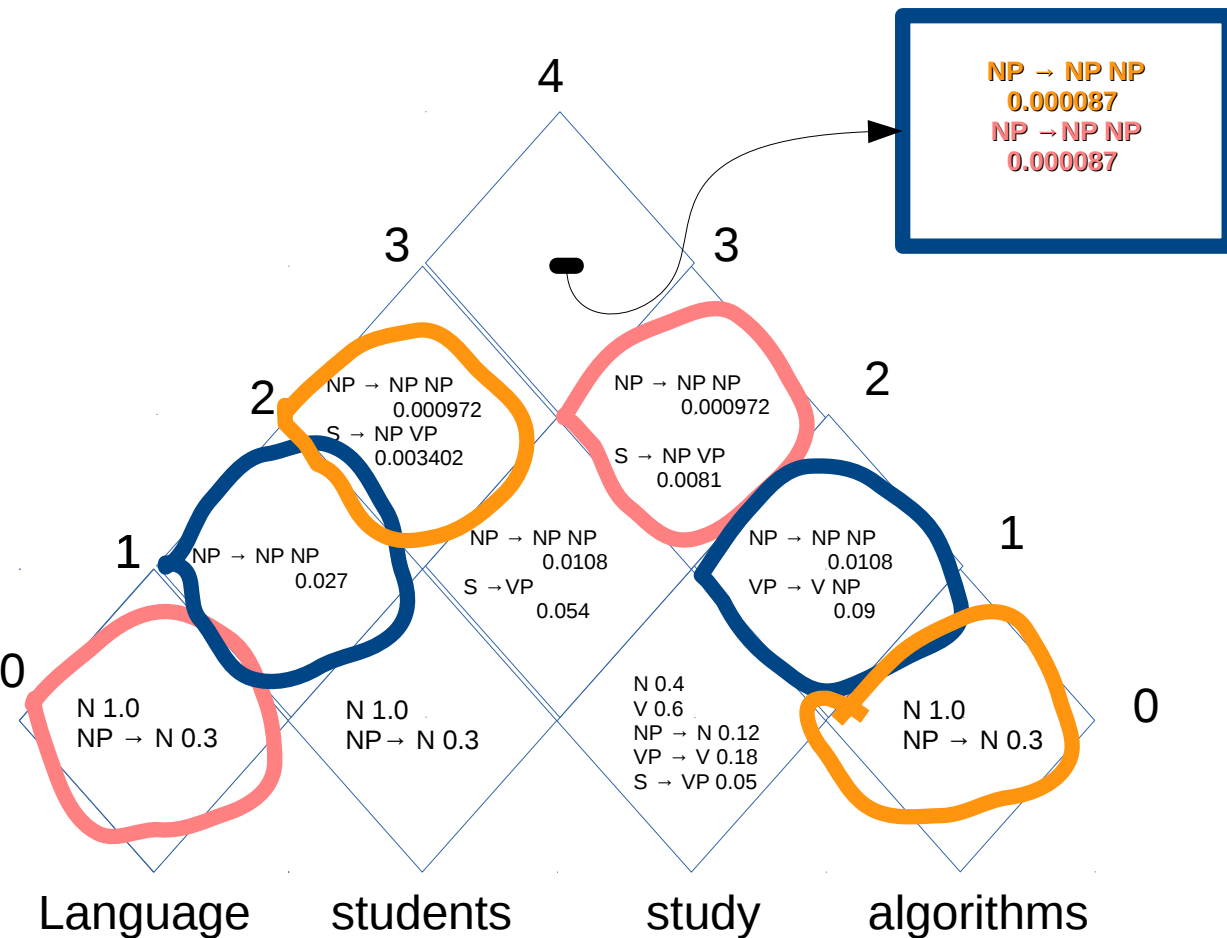 NP → NP NP
0.000087
NP → NP NP
0.000087
4
3
3
2
2
NP → NP NP
0.000972
S → NP VP
0.003402
NP → NP NP
0.000972
S → NP VP
0.0081
1
1
NP → NP NP
0.027
NP → NP NP
0.0108
S → VP
0.054
NP → NP NP
0.0108
VP → V NP
0.09
0
0
N 1.0
NP → N 0.3
N 1.0
NP → N 0.3
N 0.4
V 0.6
NP → N 0.12
VP → V 0.18
S → VP 0.05
N 1.0
NP → N 0.3
Language students study algorithms